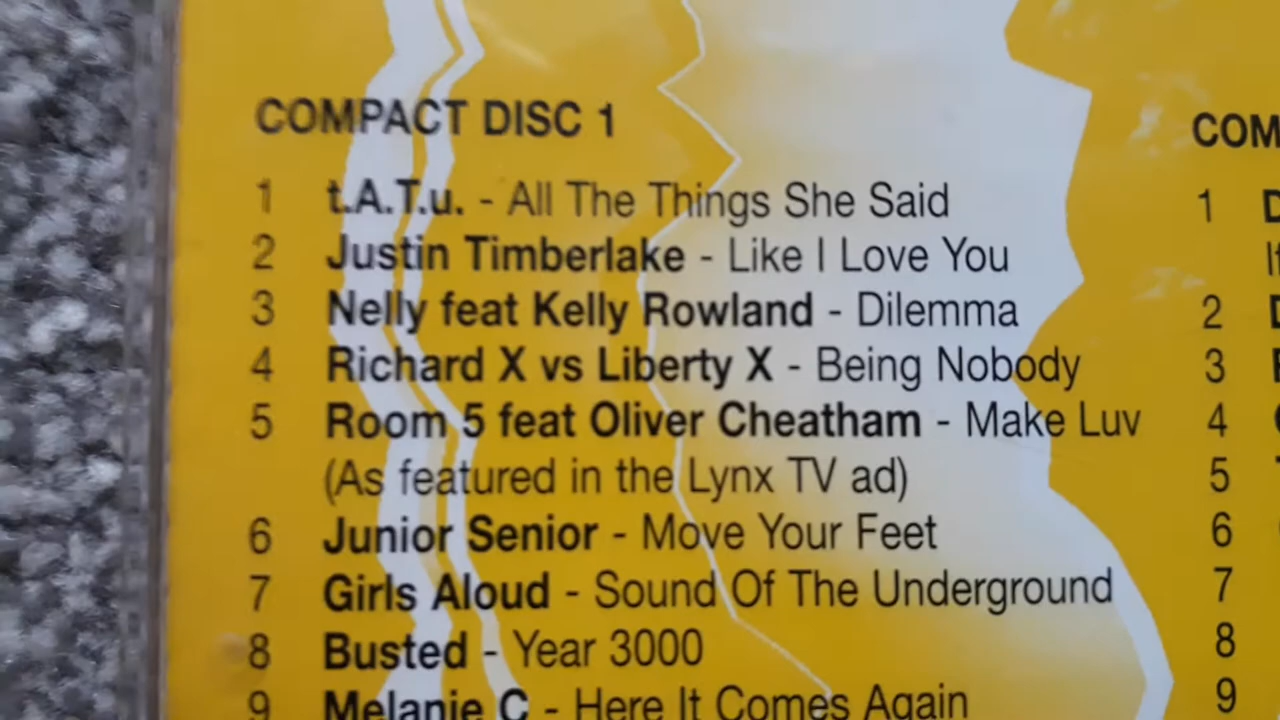 COMPACT DISC 1
1 t.A.T.u. - All The Things She Said
2 Justin Timberlake - Like I Love You
3 Nelly feat Kelly Rowland - Dilemma
4 Richard X vs Liberty X - Being Nobody
5 Room 5 feat Oliver Cheatham - Make Luv
(As featured in the Lynx TV ad)
6 Junior Senior - Move Your Feet
7 Girls Aloud - Sound Of The Underground
8 Busted - Year 3000
9 Melanie C - Here It Comes Again
COM
1
2
3
4
5
6
7
8
9